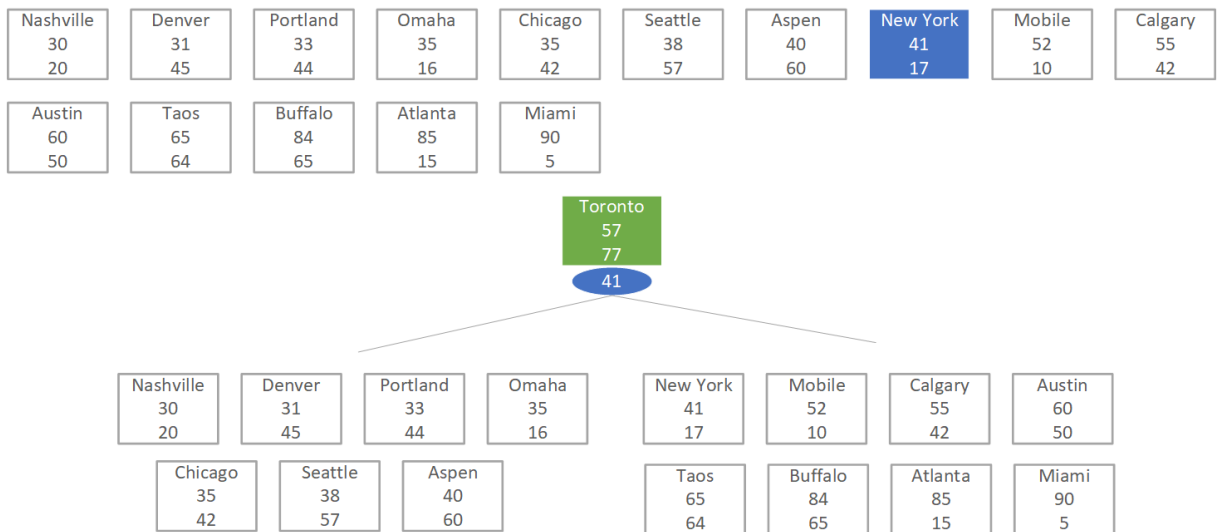 Nashville Denver Portland Omaha Chicago Seattle Aspen New York Mobile Calgary
30 31 33 35 35 38 40 41 52 55
20 45 44 16 42 57 60 17 10 42
Austin Taos Buffalo Atlanta Miami
60 65 84 85 90
50 64 65 15 5
Toronto
57
77
41
Nashville Denver Portland Omaha New York Mobile Calgary Austin
30 31 33 35 41 52 55 60
20 45 44 16 17 10 42 50
Chicago Seattle Aspen Taos Buffalo Atlanta Miami
35 38 40 65 84 85 90
42 57 60 64 65 15 5